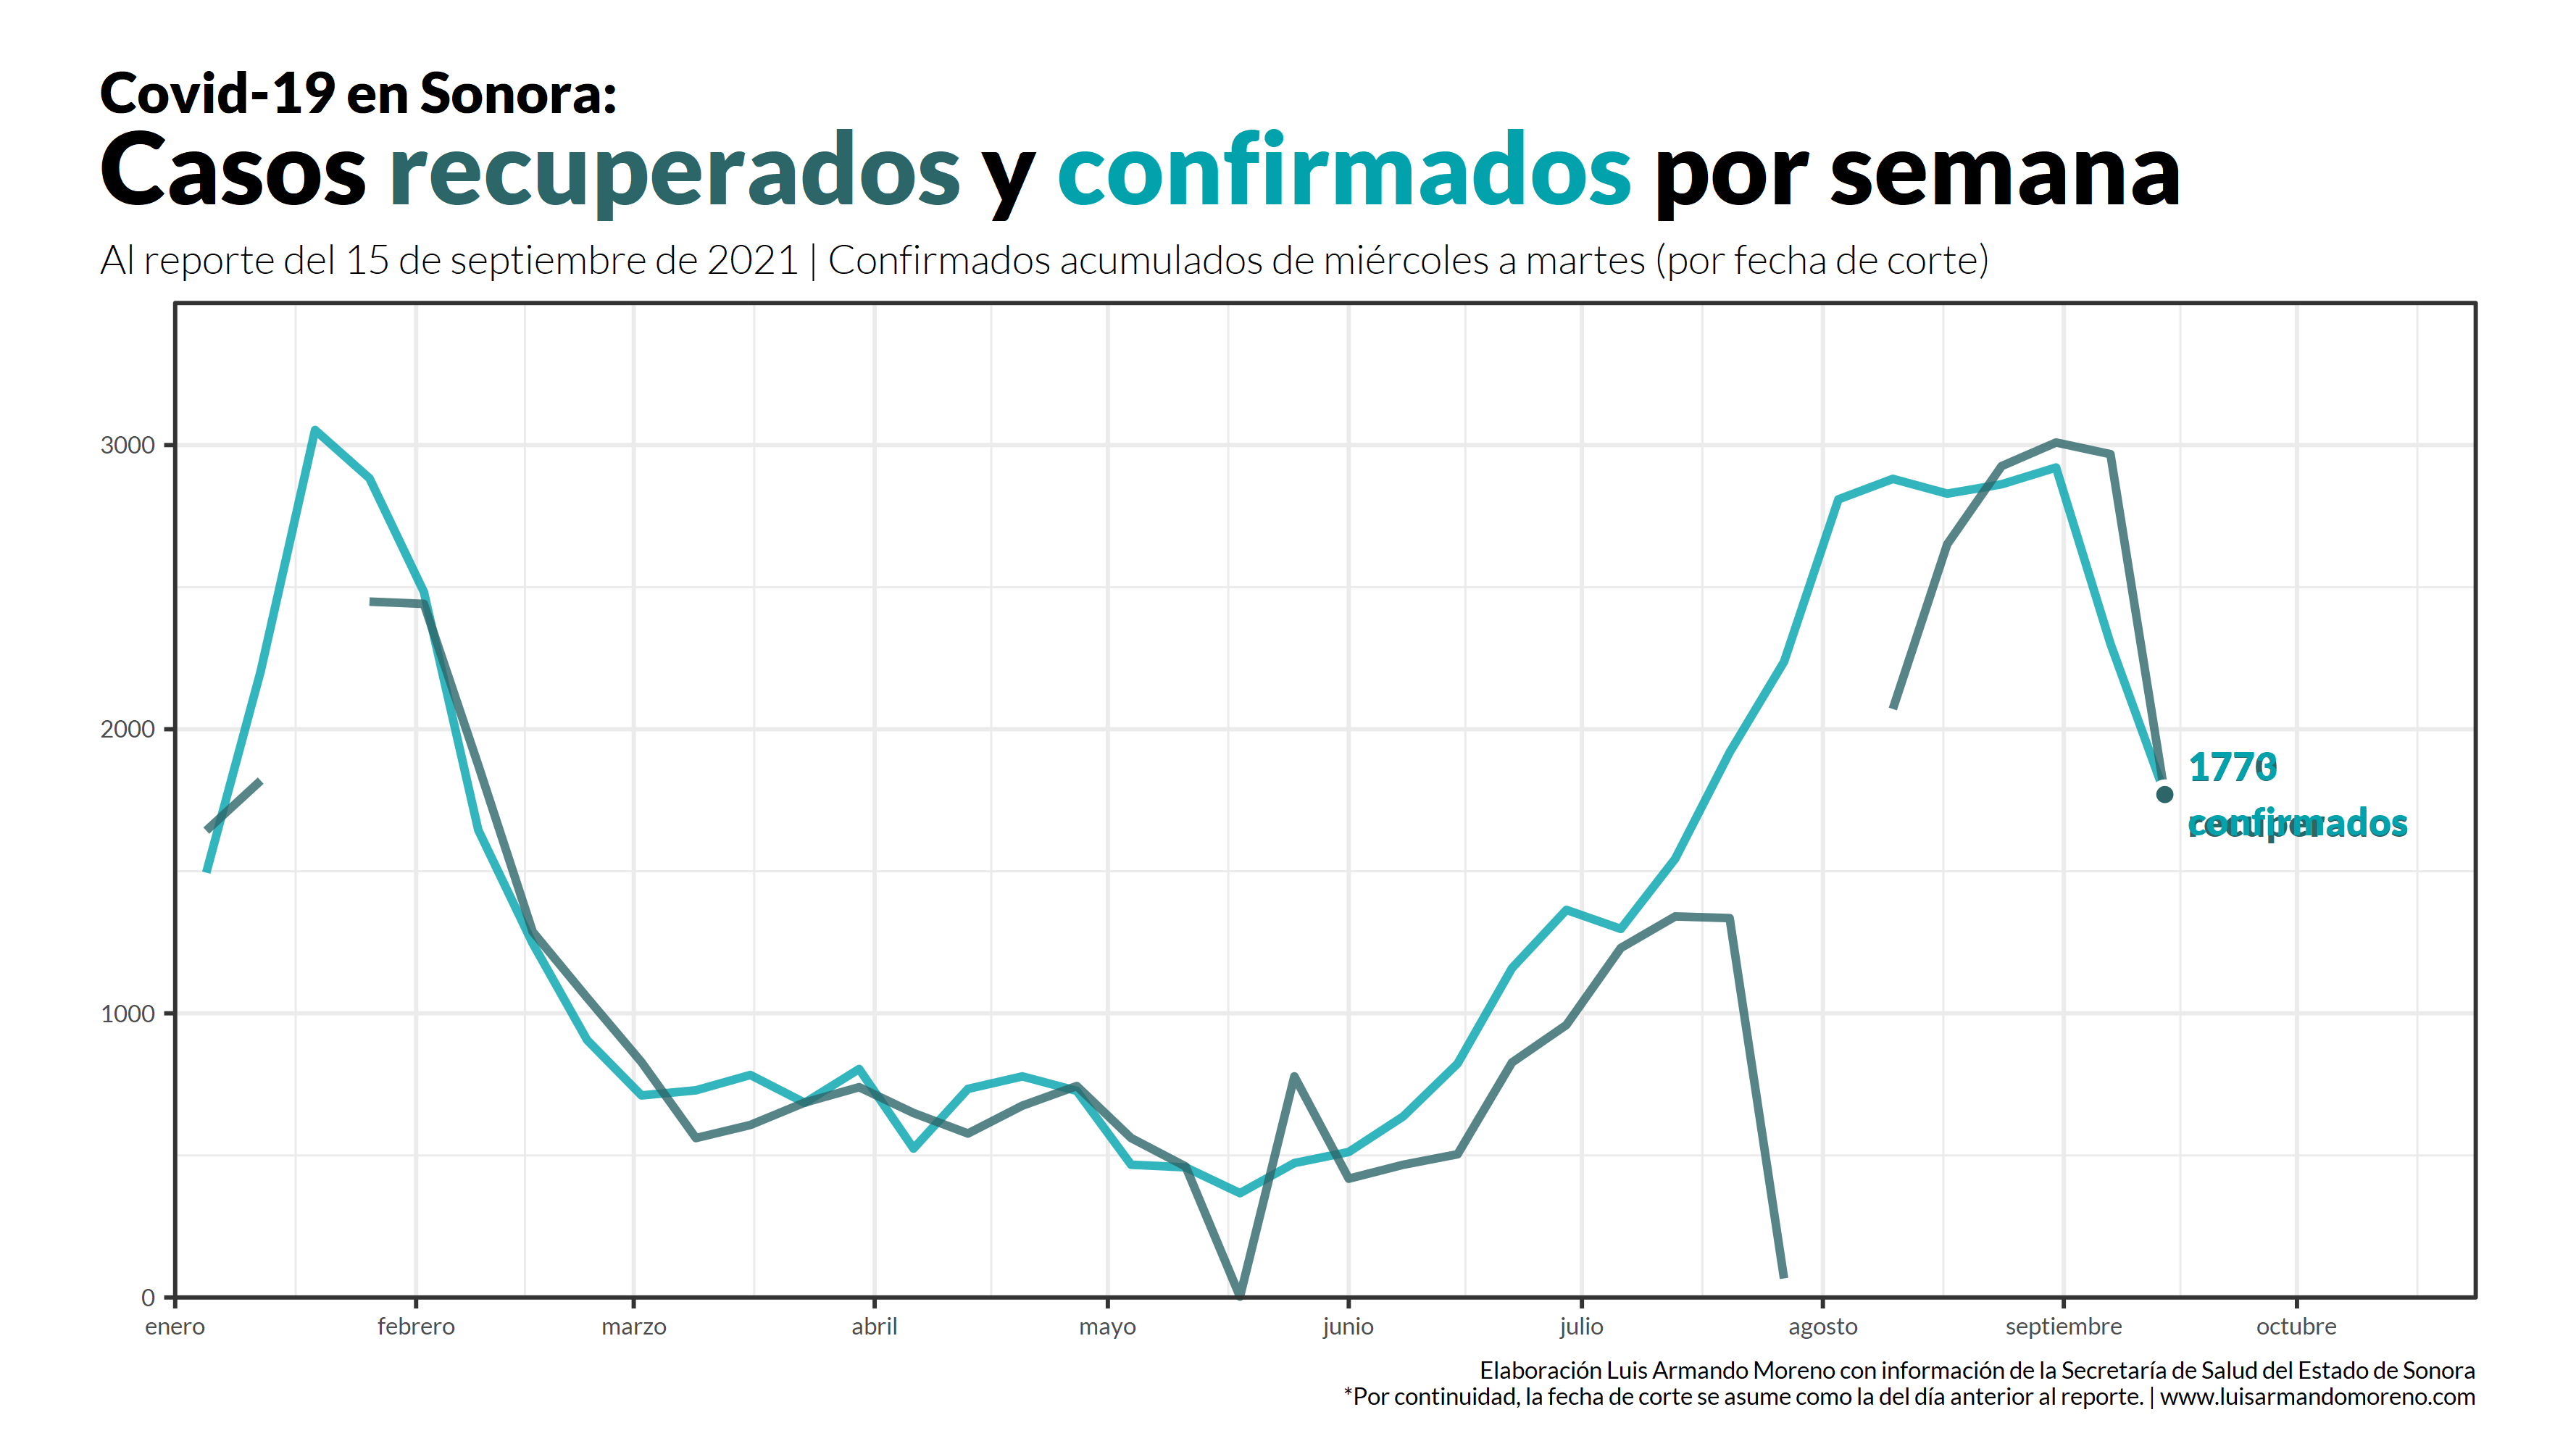 Covid-19 en Sonora:
Casos recuperados y confirmados por semana
Al reporte del 15 de septiembre de 2021 | Confirmados acumulados de miércoles a martes (por fecha de corte)
3000
2000
1000
0
confirmados
enero febrero marzo abril mayo junio julio agosto septiembre octubre
Elaboración Luis Armando Moreno con información de la Secretaría de Salud del Estado de Sonora
*Por continuidad, la fecha de corte se asume como la del día anterior al reporte. | www.luisarmandomoreno.com